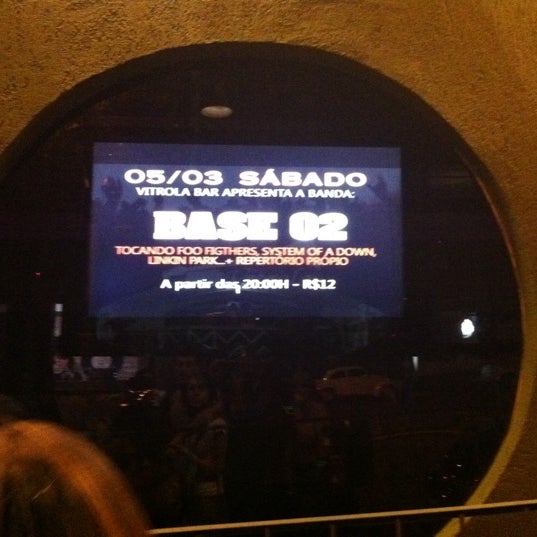 05/03 SÁBADO
VITROLA BAR APRESENTA A BANDA:
BASE 02
TOCANDO FOO FIGTHERS, SYSTEM OF A DOWN,
LINKIN PARK...+ REPERTÓRIO PRÓPIO
A partir das 20:00H - R$12